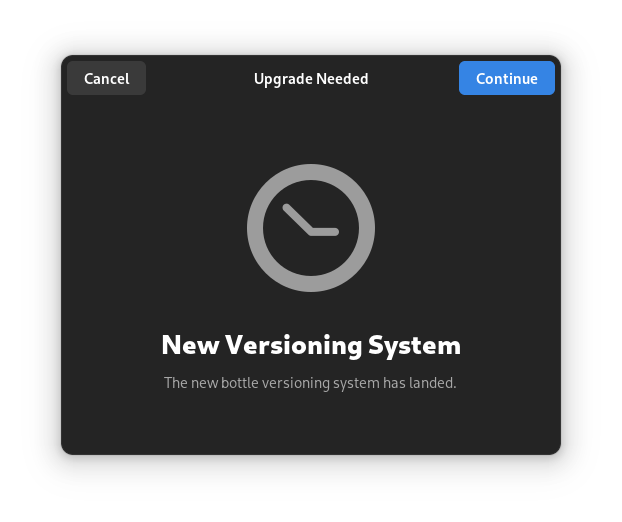 Cancel Upgrade Needed Continue
New Versioning System
The new bottle versioning system has landed.